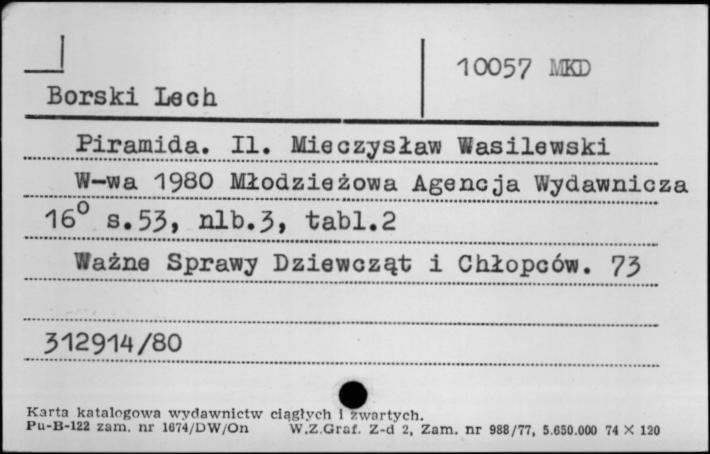 10057 MKD
Borski Lech
Piramida. Il. Mieczysław Wasilewski
W-wa 1980 Młodzieżowa Agencja Wydawnicza
16° s.53, nlb.3, tabl.2
Ważne Sprawy Dziewcząt i Chłopców. 73
312914/80
Karta katalogowa wydawnictw ciągłych i zwartych.
Pu-B-122 zam. nr 1674/DW/On W.Z.Graf. Z-d 2, Zam. nr 988/77, 5.650.000 74 × 120